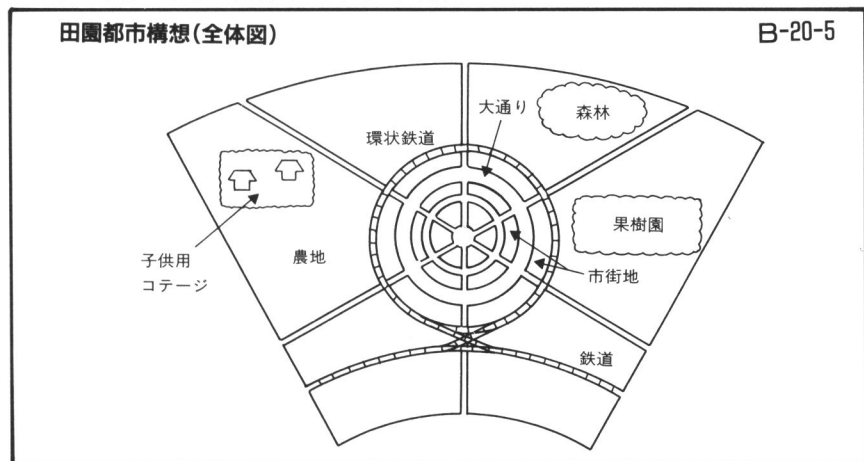 田園都市構想(全体図)
B-20-5
大通り
森林
環状鉄道
果樹園
子供用
コテージ
農地
市街地
鉄道